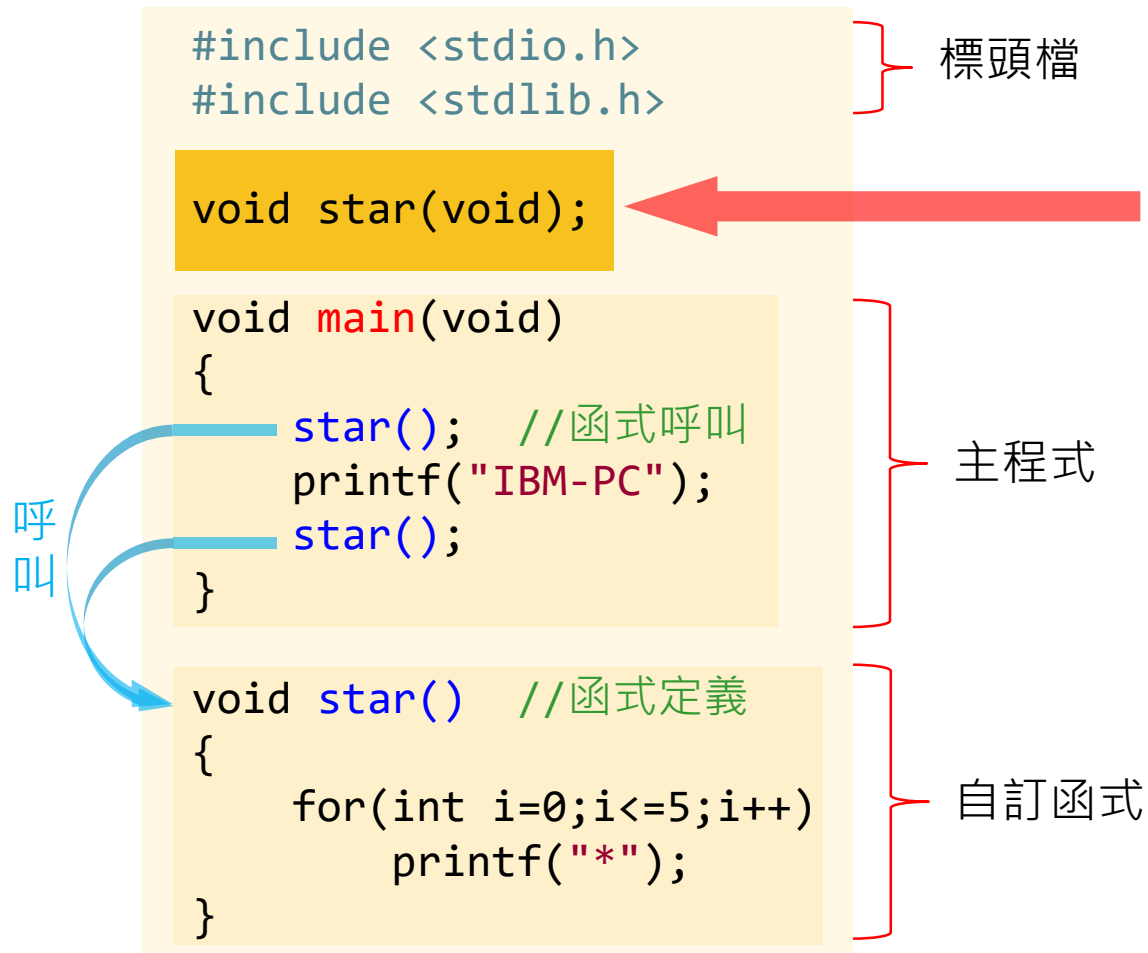 #include <stdio.h>
#include <stdlib.h>
標頭檔
void star(void);
void main(void)
{
star(); //函式呼叫
printf("IBM-PC");
star();
}
主程式
呼
叫
void star() //函式定義
{
for(int i=0;i<=5;i++)
printf("*");
}
自訂函式